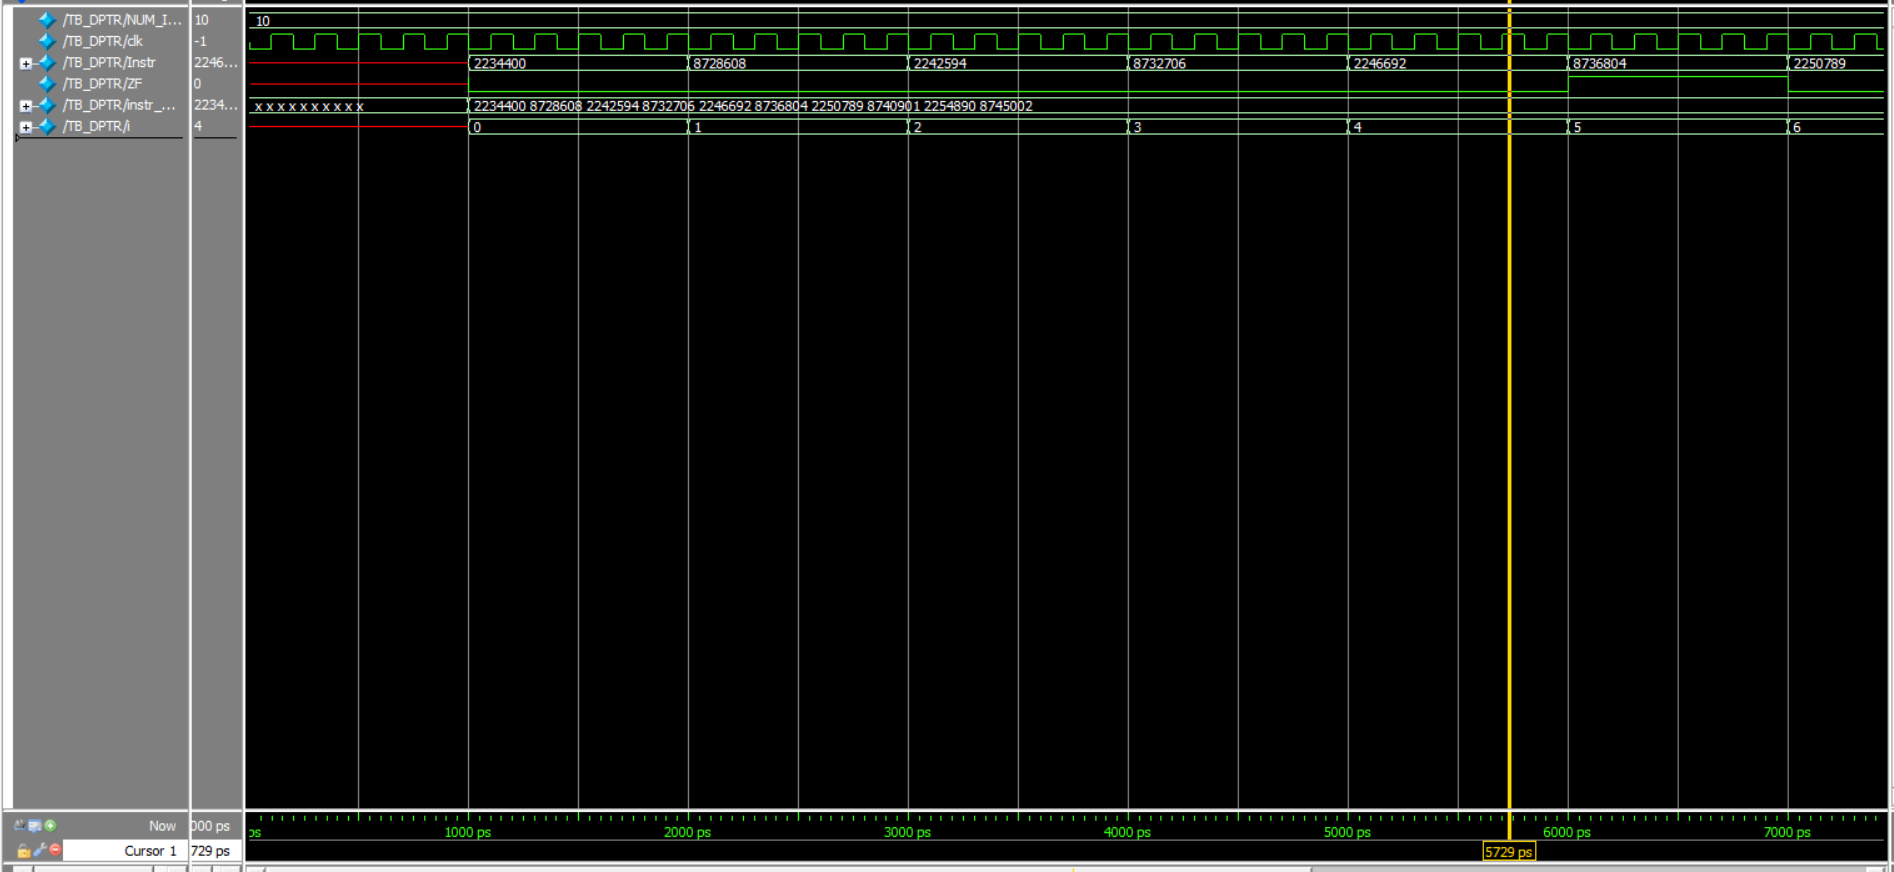 /TB_DPTR/NUM_I... 10 10
/TB_DPTR/clk -1
/TB_DPTR/Instr 2246... 2234400 8728608 2242594 8732706 2246692 8736804 2250789
/TB_DPTR/ZF 0
/TB_DPTR/instr_... 2234... x x x x x x x x x x 2234400 8728608 2242594 8732706 2246692 8736804 2250789 8740901 2254890 8745002
/TB_DPTR/i 4 0 1 2 3 4 5 6
Now 000 ps ps 1000 ps 2000 ps 3000 ps 4000 ps 5000 ps 6000 ps 7000 ps
Cursor 1 729 ps 5729 ps